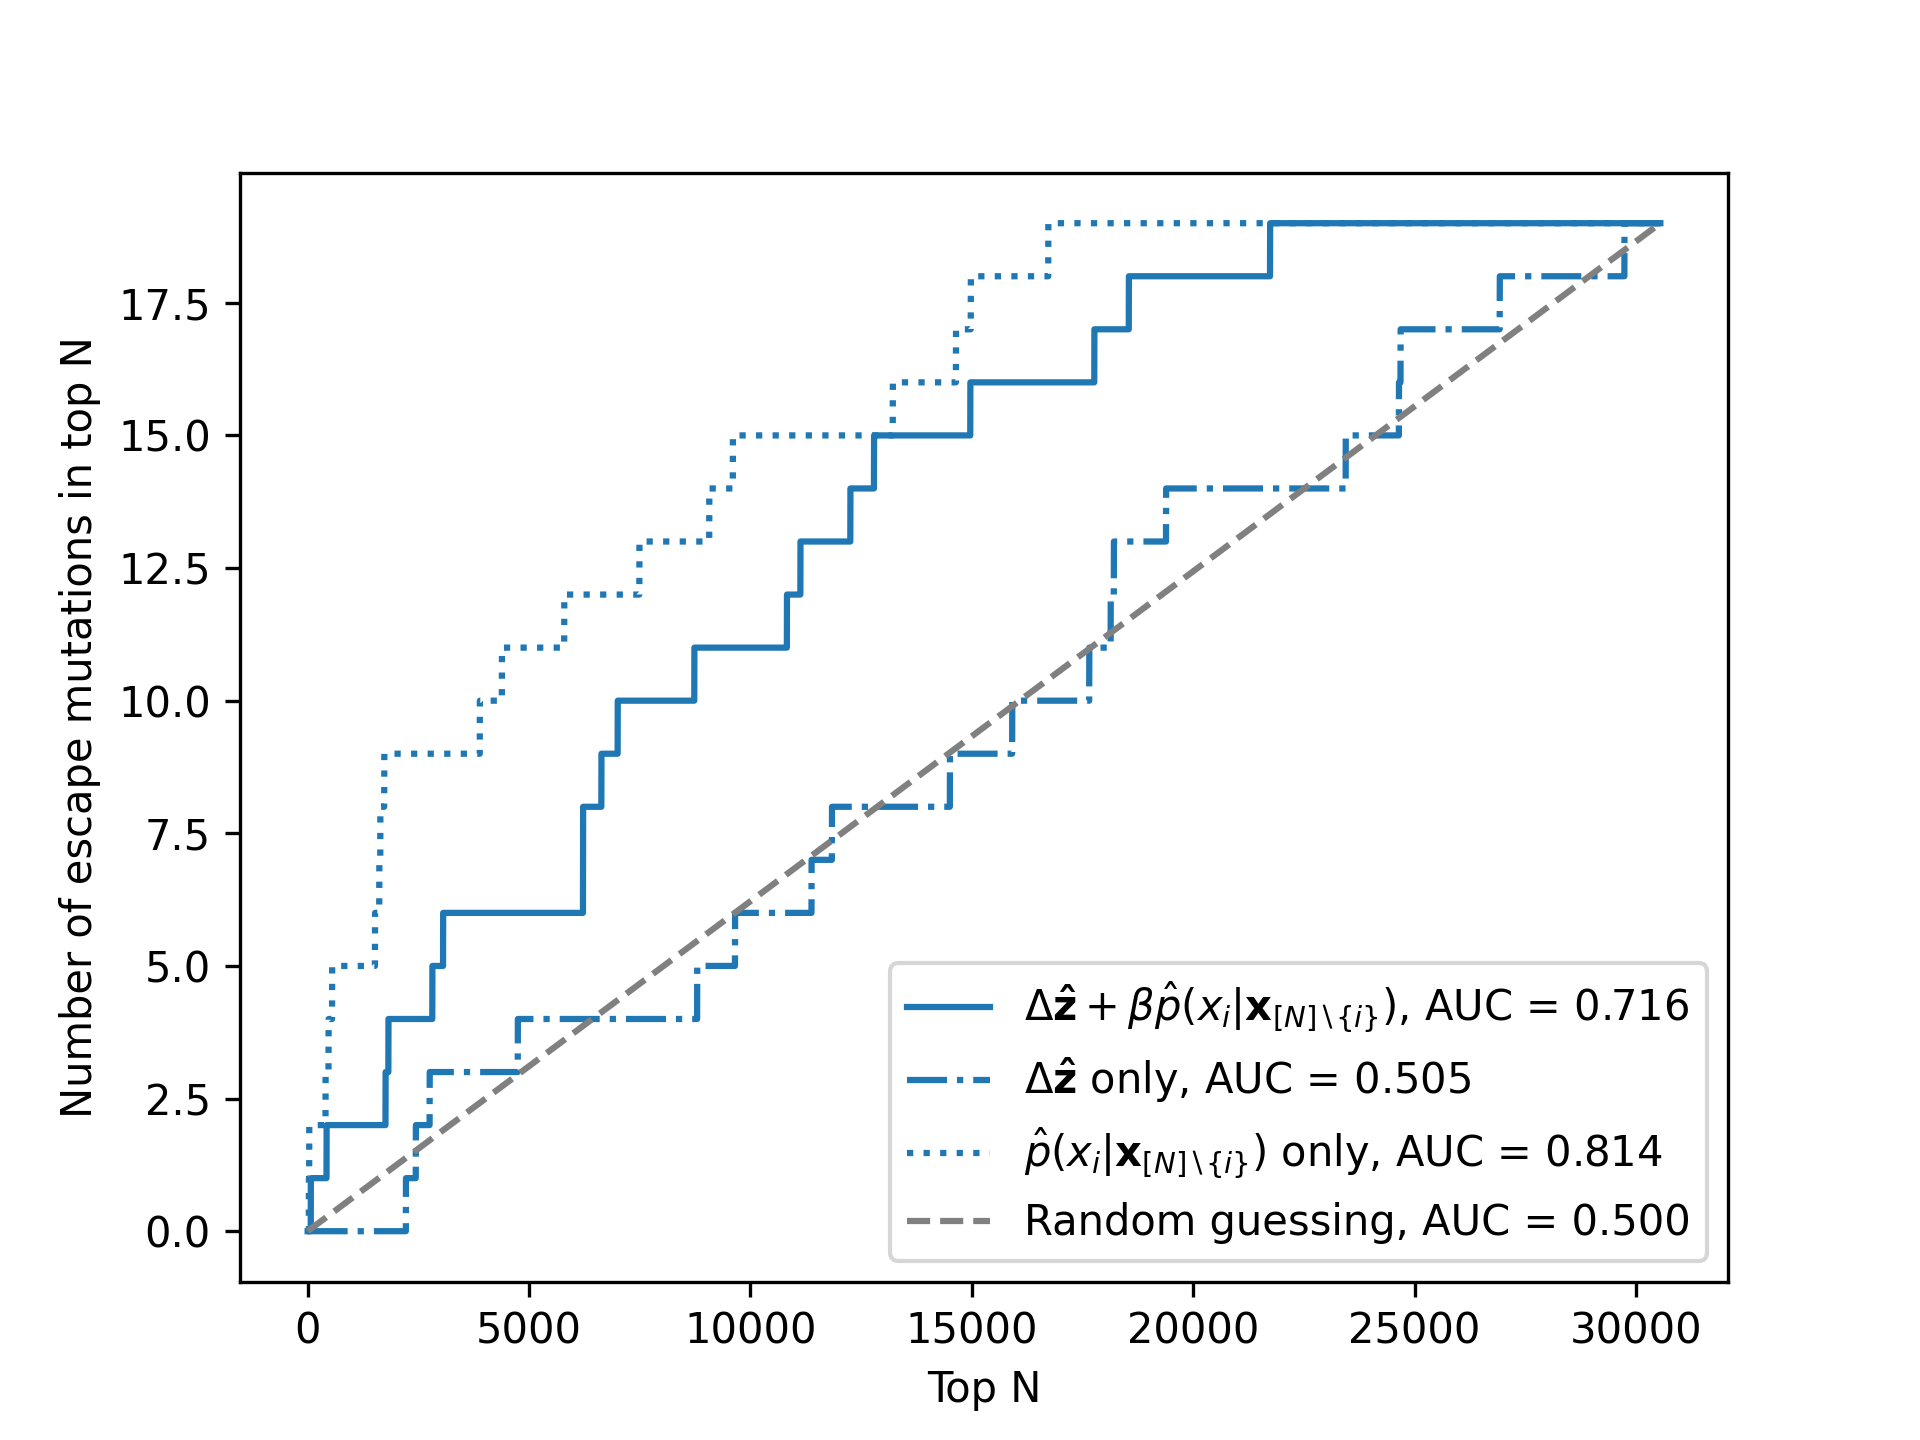 Number of escape mutations in top N
17.5
15.0
12.5
10.0
7.5
5.0
2.5
0.0
Δẑ + βp̂(xᵢ|x_{[N]∖{i}}), AUC = 0.716
Δẑ only, AUC = 0.505
p̂(xᵢ|x_{[N]∖{i}}) only, AUC = 0.814
Random guessing, AUC = 0.500
0 5000 10000 15000 20000 25000 30000
Top N